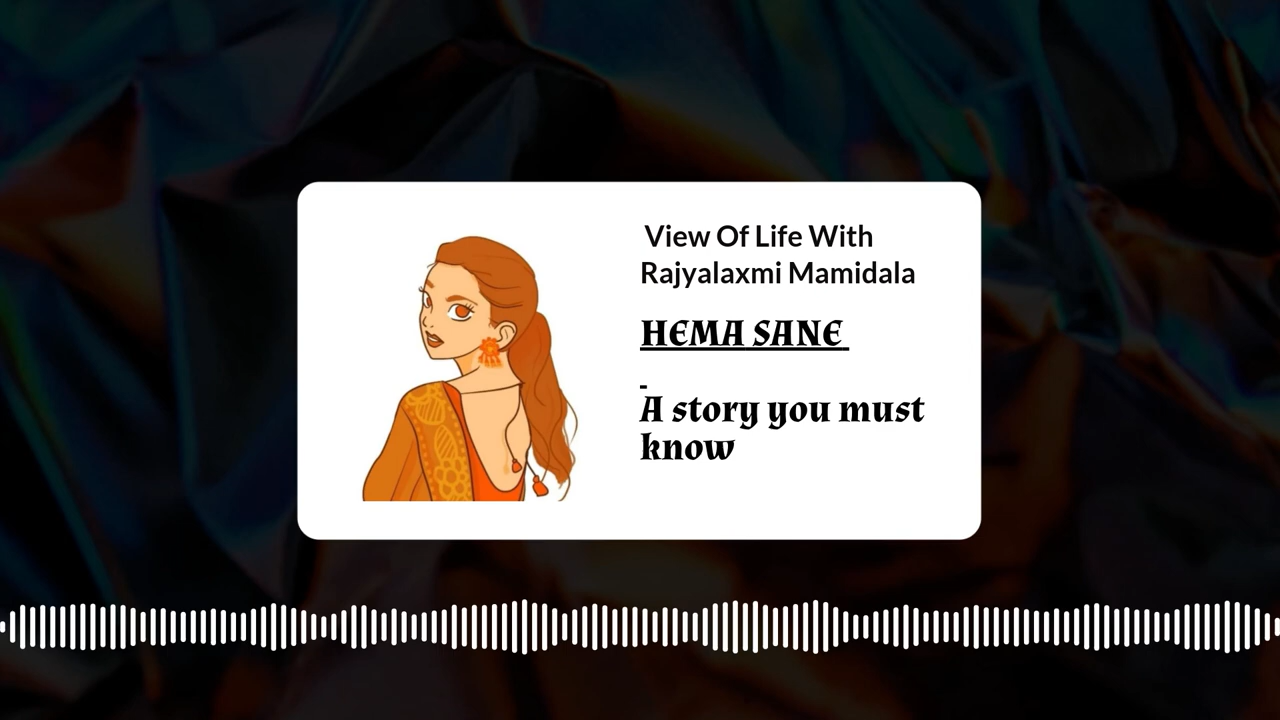 View Of Life With
Rajyalaxmi Mamidala
HEMA SANE
-
A story you must
know